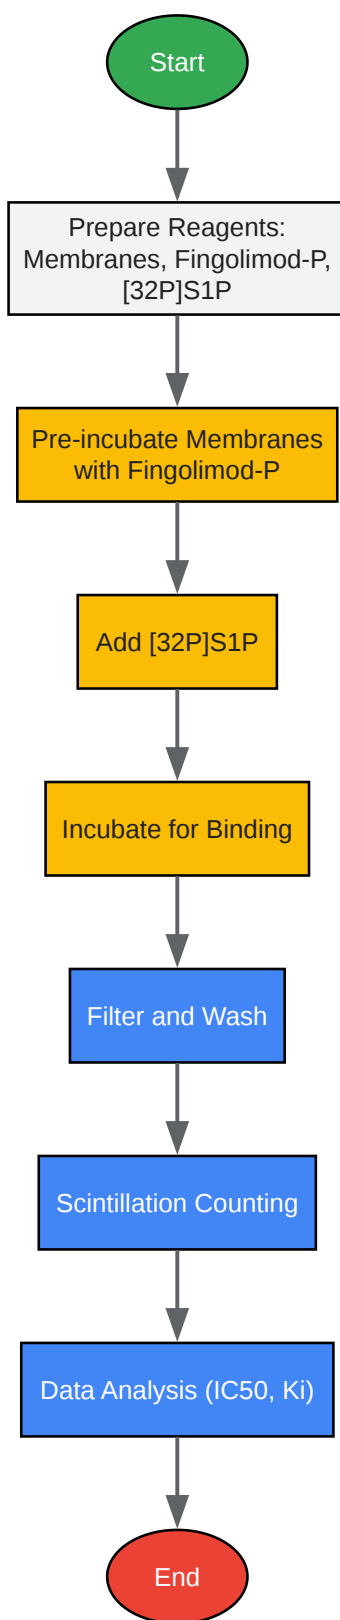 Start
Prepare Reagents:
Membranes, Fingolimod-P,
[32P]S1P
Pre-incubate Membranes
with Fingolimod-P
Add [32P]S1P
Incubate for Binding
Filter and Wash
Scintillation Counting
Data Analysis (IC50, Ki)
End